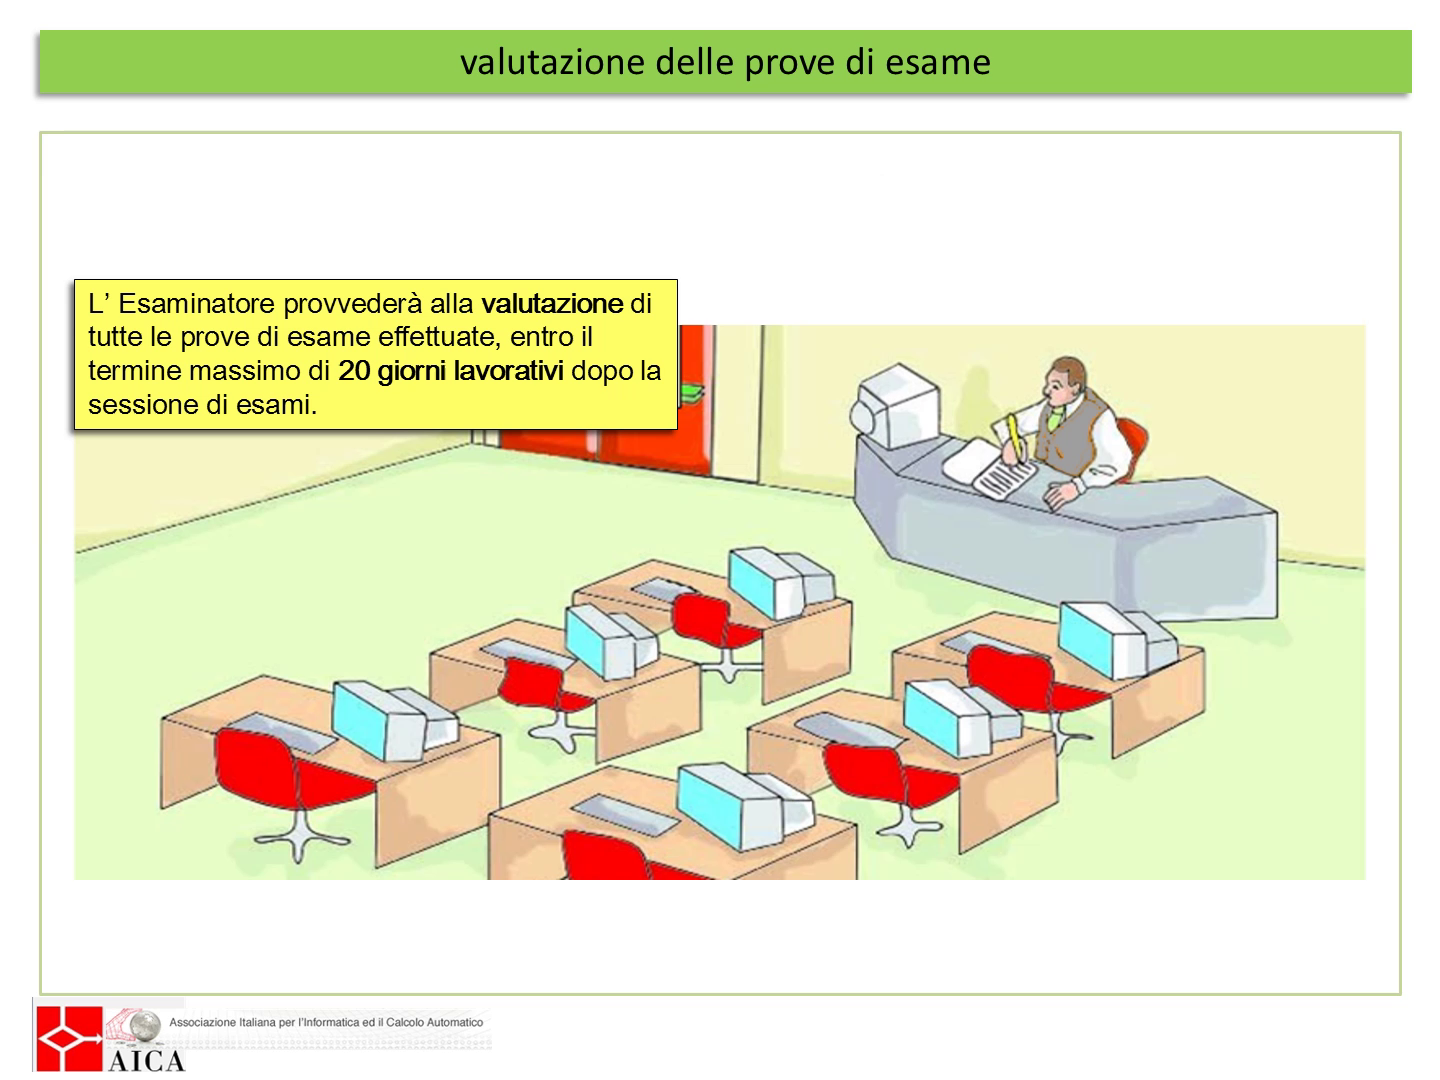 valutazione delle prove di esame
L’ Esaminatore provvederà alla valutazione di
tutte le prove di esame effettuate, entro il
termine massimo di 20 giorni lavorativi dopo la
sessione di esami.
Associazione Italiana per l'Informatica ed il Calcolo Automatico
AICA